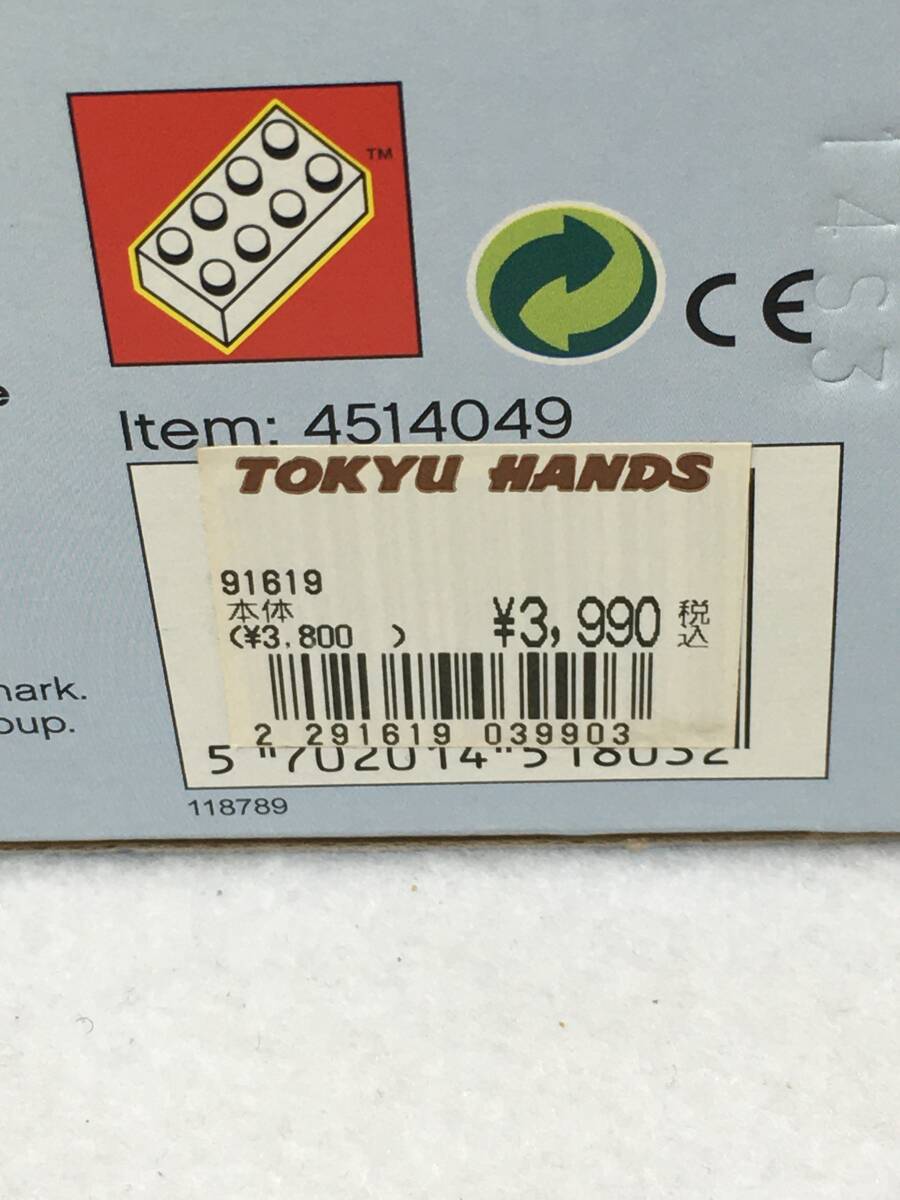 TM
14S3
CE
e
Item: 4514049
TOKYU HANDS
91619
本体
(¥3,800 )
¥3,990 税込
2 291619 039903
5 702014 518032
mark.
oup.
118789